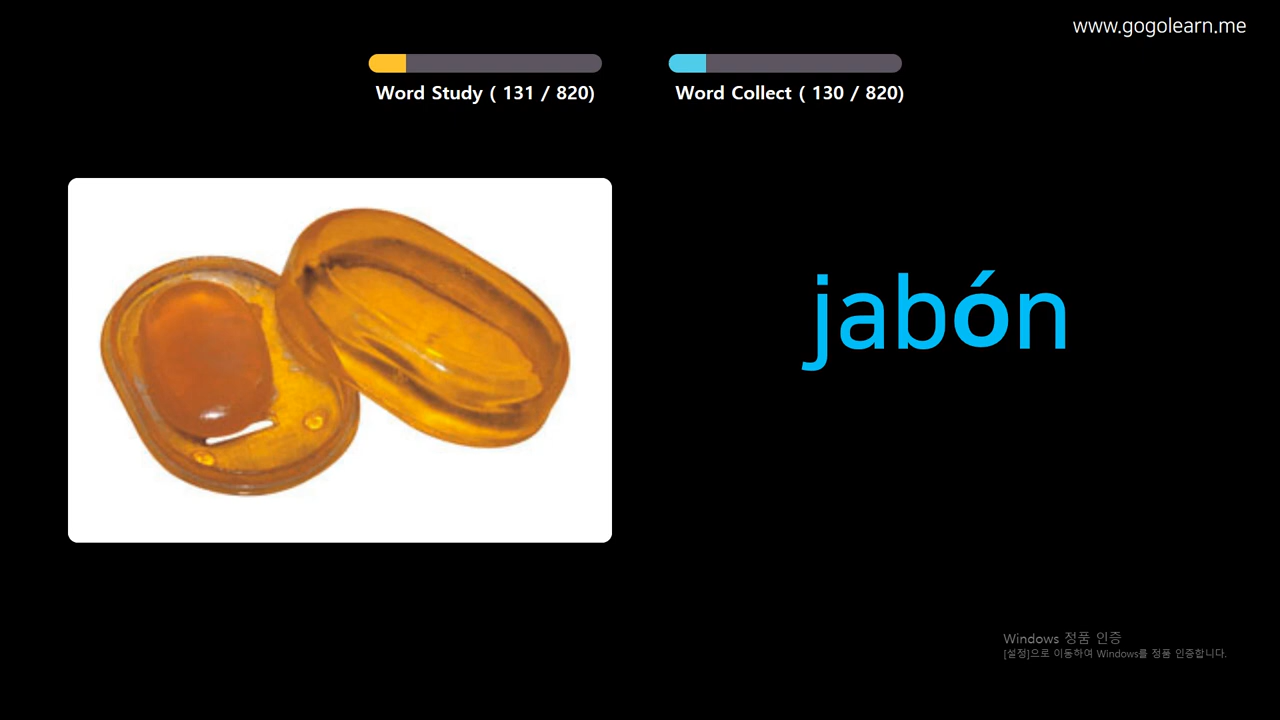 www.gogolearn.me
Word Study ( 131 / 820)
Word Collect ( 130 / 820)
jabón
Windows 정품 인증
[설정]으로 이동하여 Windows를 정품 인증합니다.